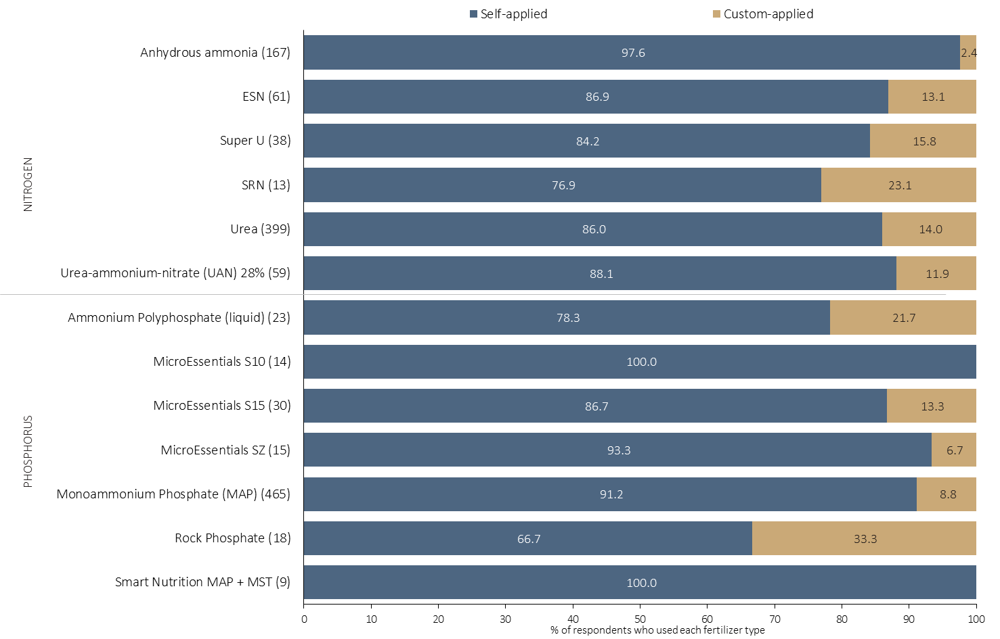 Self-applied Custom-applied
NITROGEN
Anhydrous ammonia (167) 97.6 2.4
ESN (61) 86.9 13.1
Super U (38) 84.2 15.8
SRN (13) 76.9 23.1
Urea (399) 86.0 14.0
Urea-ammonium-nitrate (UAN) 28% (59) 88.1 11.9
PHOSPHORUS
Ammonium Polyphosphate (liquid) (23) 78.3 21.7
MicroEssentials S10 (14) 100.0
MicroEssentials S15 (30) 86.7 13.3
MicroEssentials SZ (15) 93.3 6.7
Monoammonium Phosphate (MAP) (465) 91.2 8.8
Rock Phosphate (18) 66.7 33.3
Smart Nutrition MAP + MST (9) 100.0
0 10 20 30 40 50 60 70 80 90 100
% of respondents who used each fertilizer type